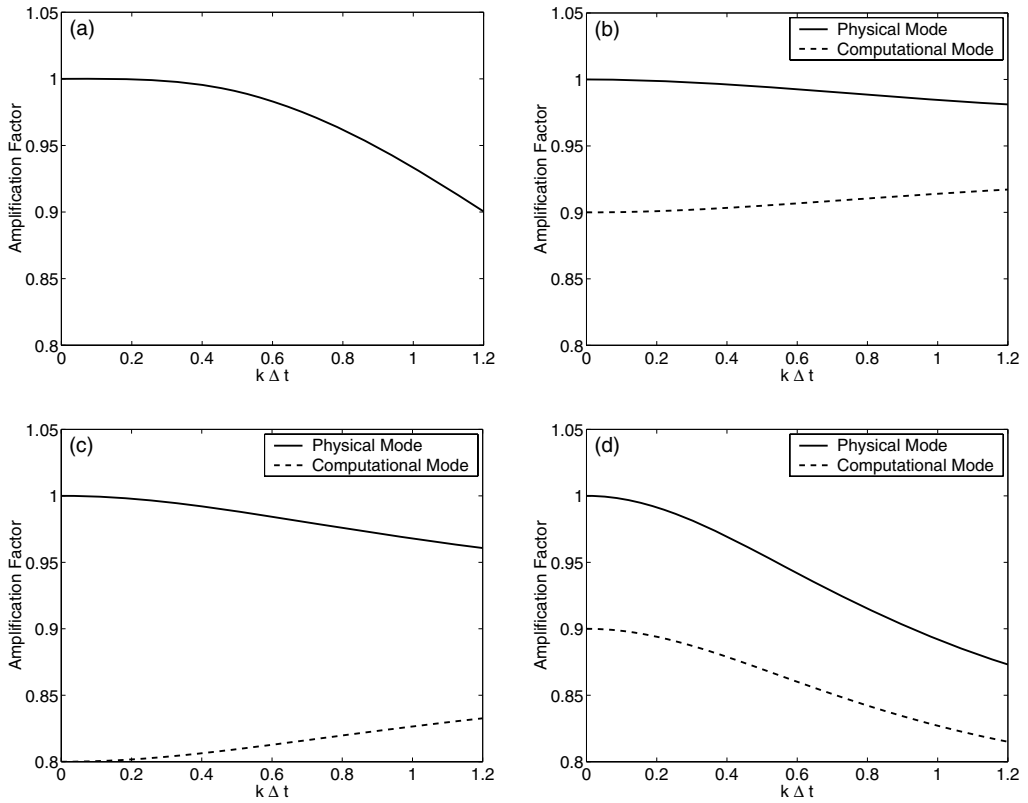 (a)
1.05
1
0.95
0.9
0.85
0.8
Amplification Factor
0 0.2 0.4 0.6 0.8 1 1.2
k Δ t
(b)
Physical Mode
Computational Mode
1.05
1
0.95
0.9
0.85
0.8
Amplification Factor
0 0.2 0.4 0.6 0.8 1 1.2
k Δ t
(c)
Physical Mode
Computational Mode
1.05
1
0.95
0.9
0.85
0.8
Amplification Factor
0 0.2 0.4 0.6 0.8 1 1.2
k Δ t
(d)
Physical Mode
Computational Mode
1.05
1
0.95
0.9
0.85
0.8
Amplification Factor
0 0.2 0.4 0.6 0.8 1 1.2
k Δ t